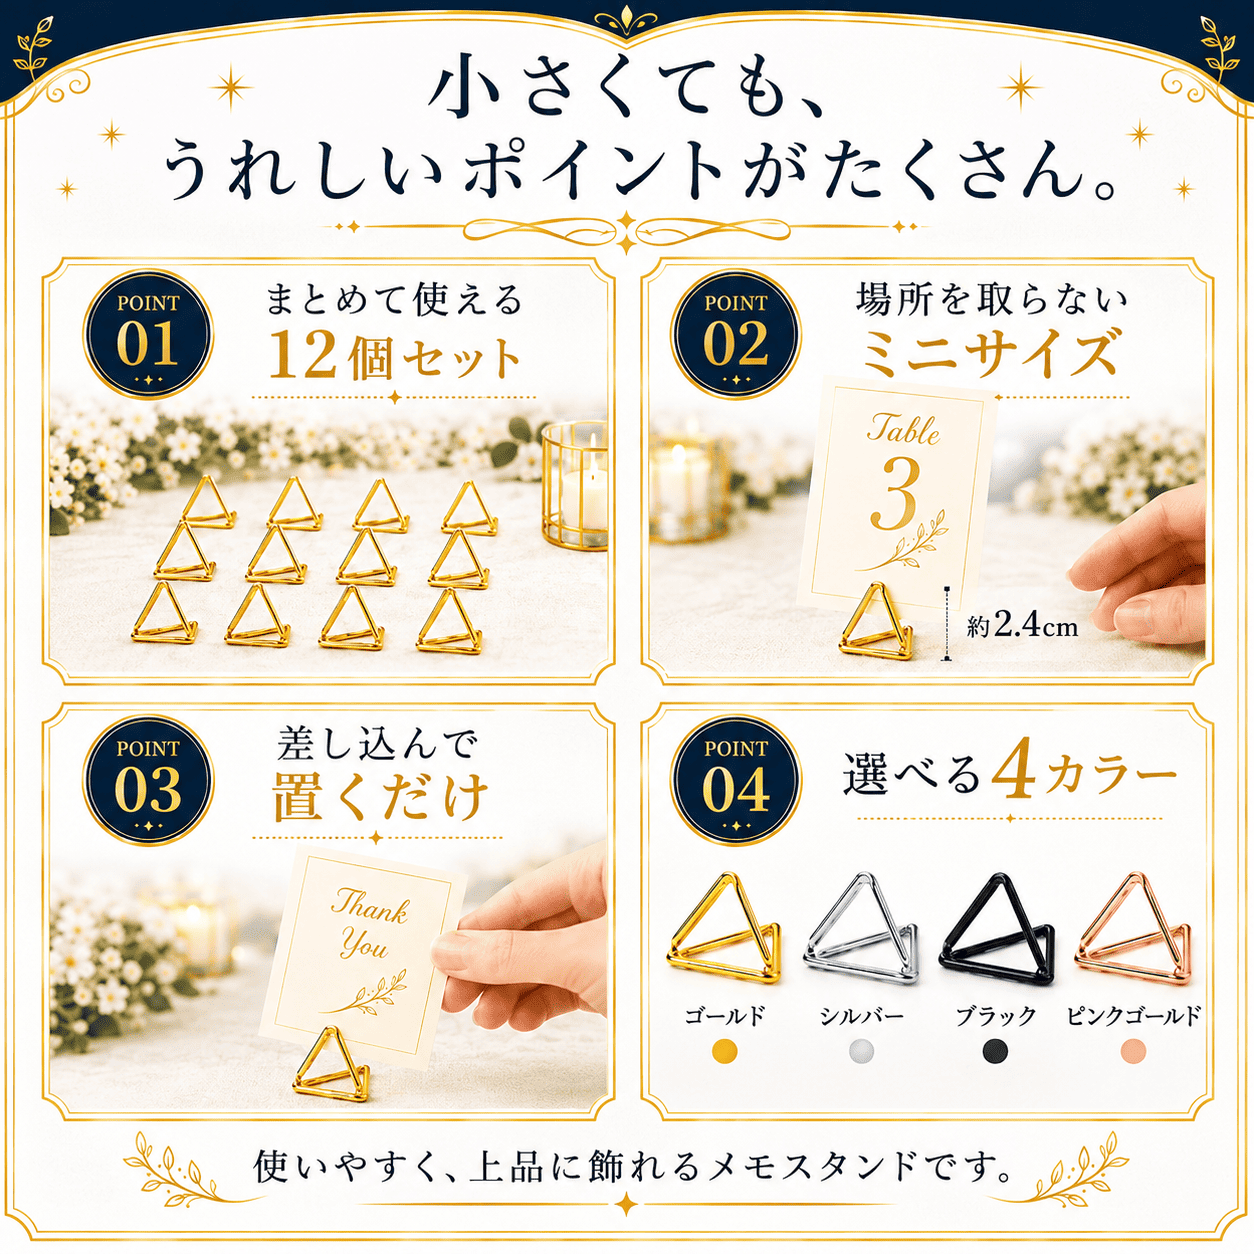 小さくても、
うれしいポイントがたくさん。
POINT
01
まとめて使える
12個セット
POINT
02
場所を取らない
ミニサイズ
Table
3
約2.4cm
POINT
03
差し込んで
置くだけ
Thank
You
POINT
04
選べる4カラー
ゴールド
シルバー
ブラック
ピンクゴールド
使いやすく、上品に飾れるメモスタンドです。